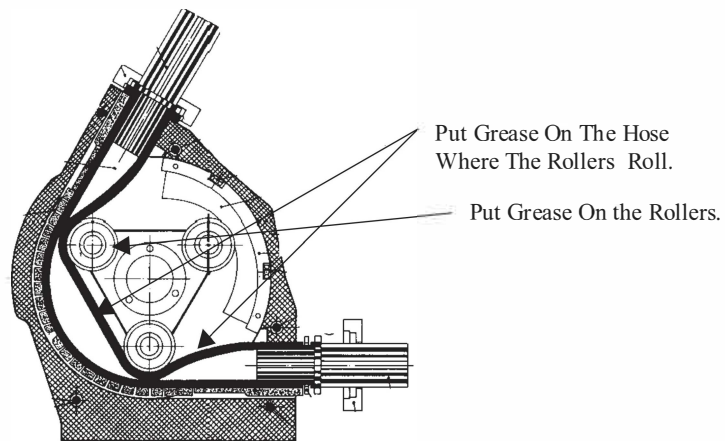 Put Grease On The Hose
Where The Rollers Roll.
Put Grease On the Rollers.